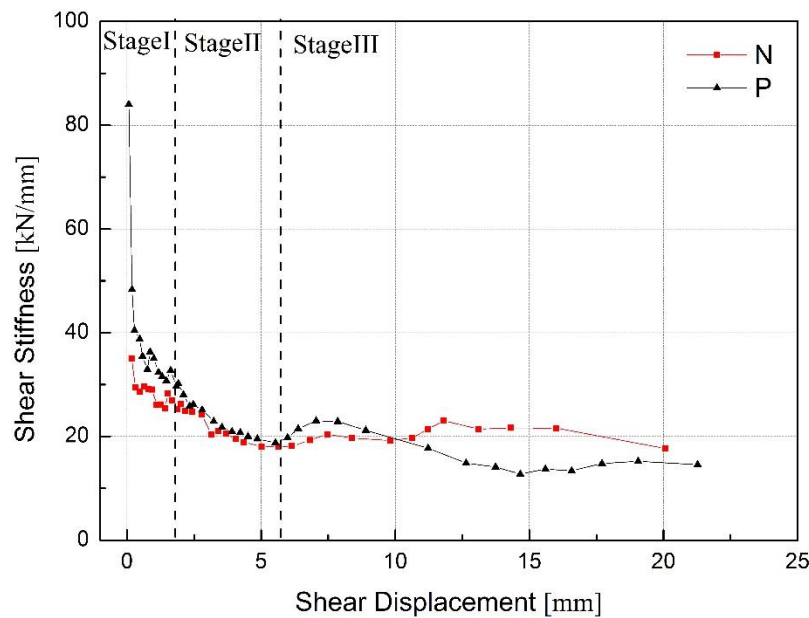 100
StageI StageII StageIII
N
P
80
60
40
20
0
0 5 10 15 20 25
Shear Stiffness [kN/mm]
Shear Displacement [mm]